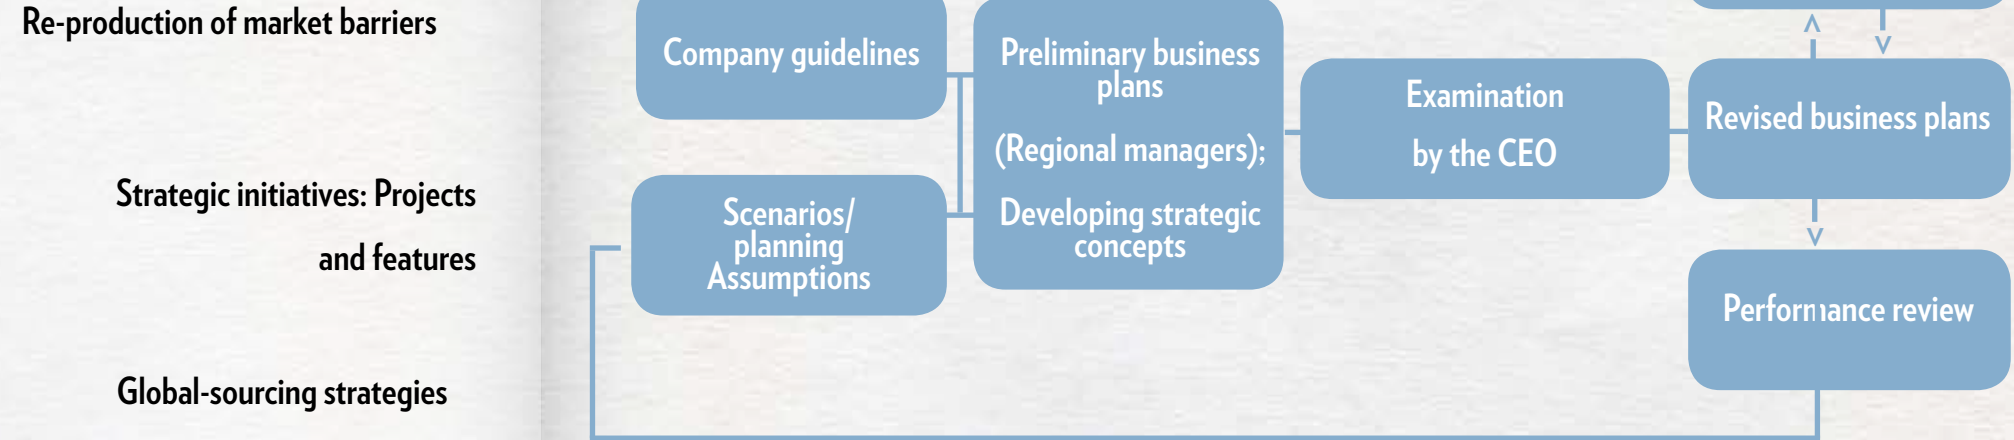 Re-production of market barriers
Strategic initiatives: Projects
and features
Global-sourcing strategies
Company guidelines
Scenarios/
planning
Assumptions
Preliminary business
plans
(Regional managers);
Developing strategic
concepts
Examination
by the CEO
Revised business plans
Performance review